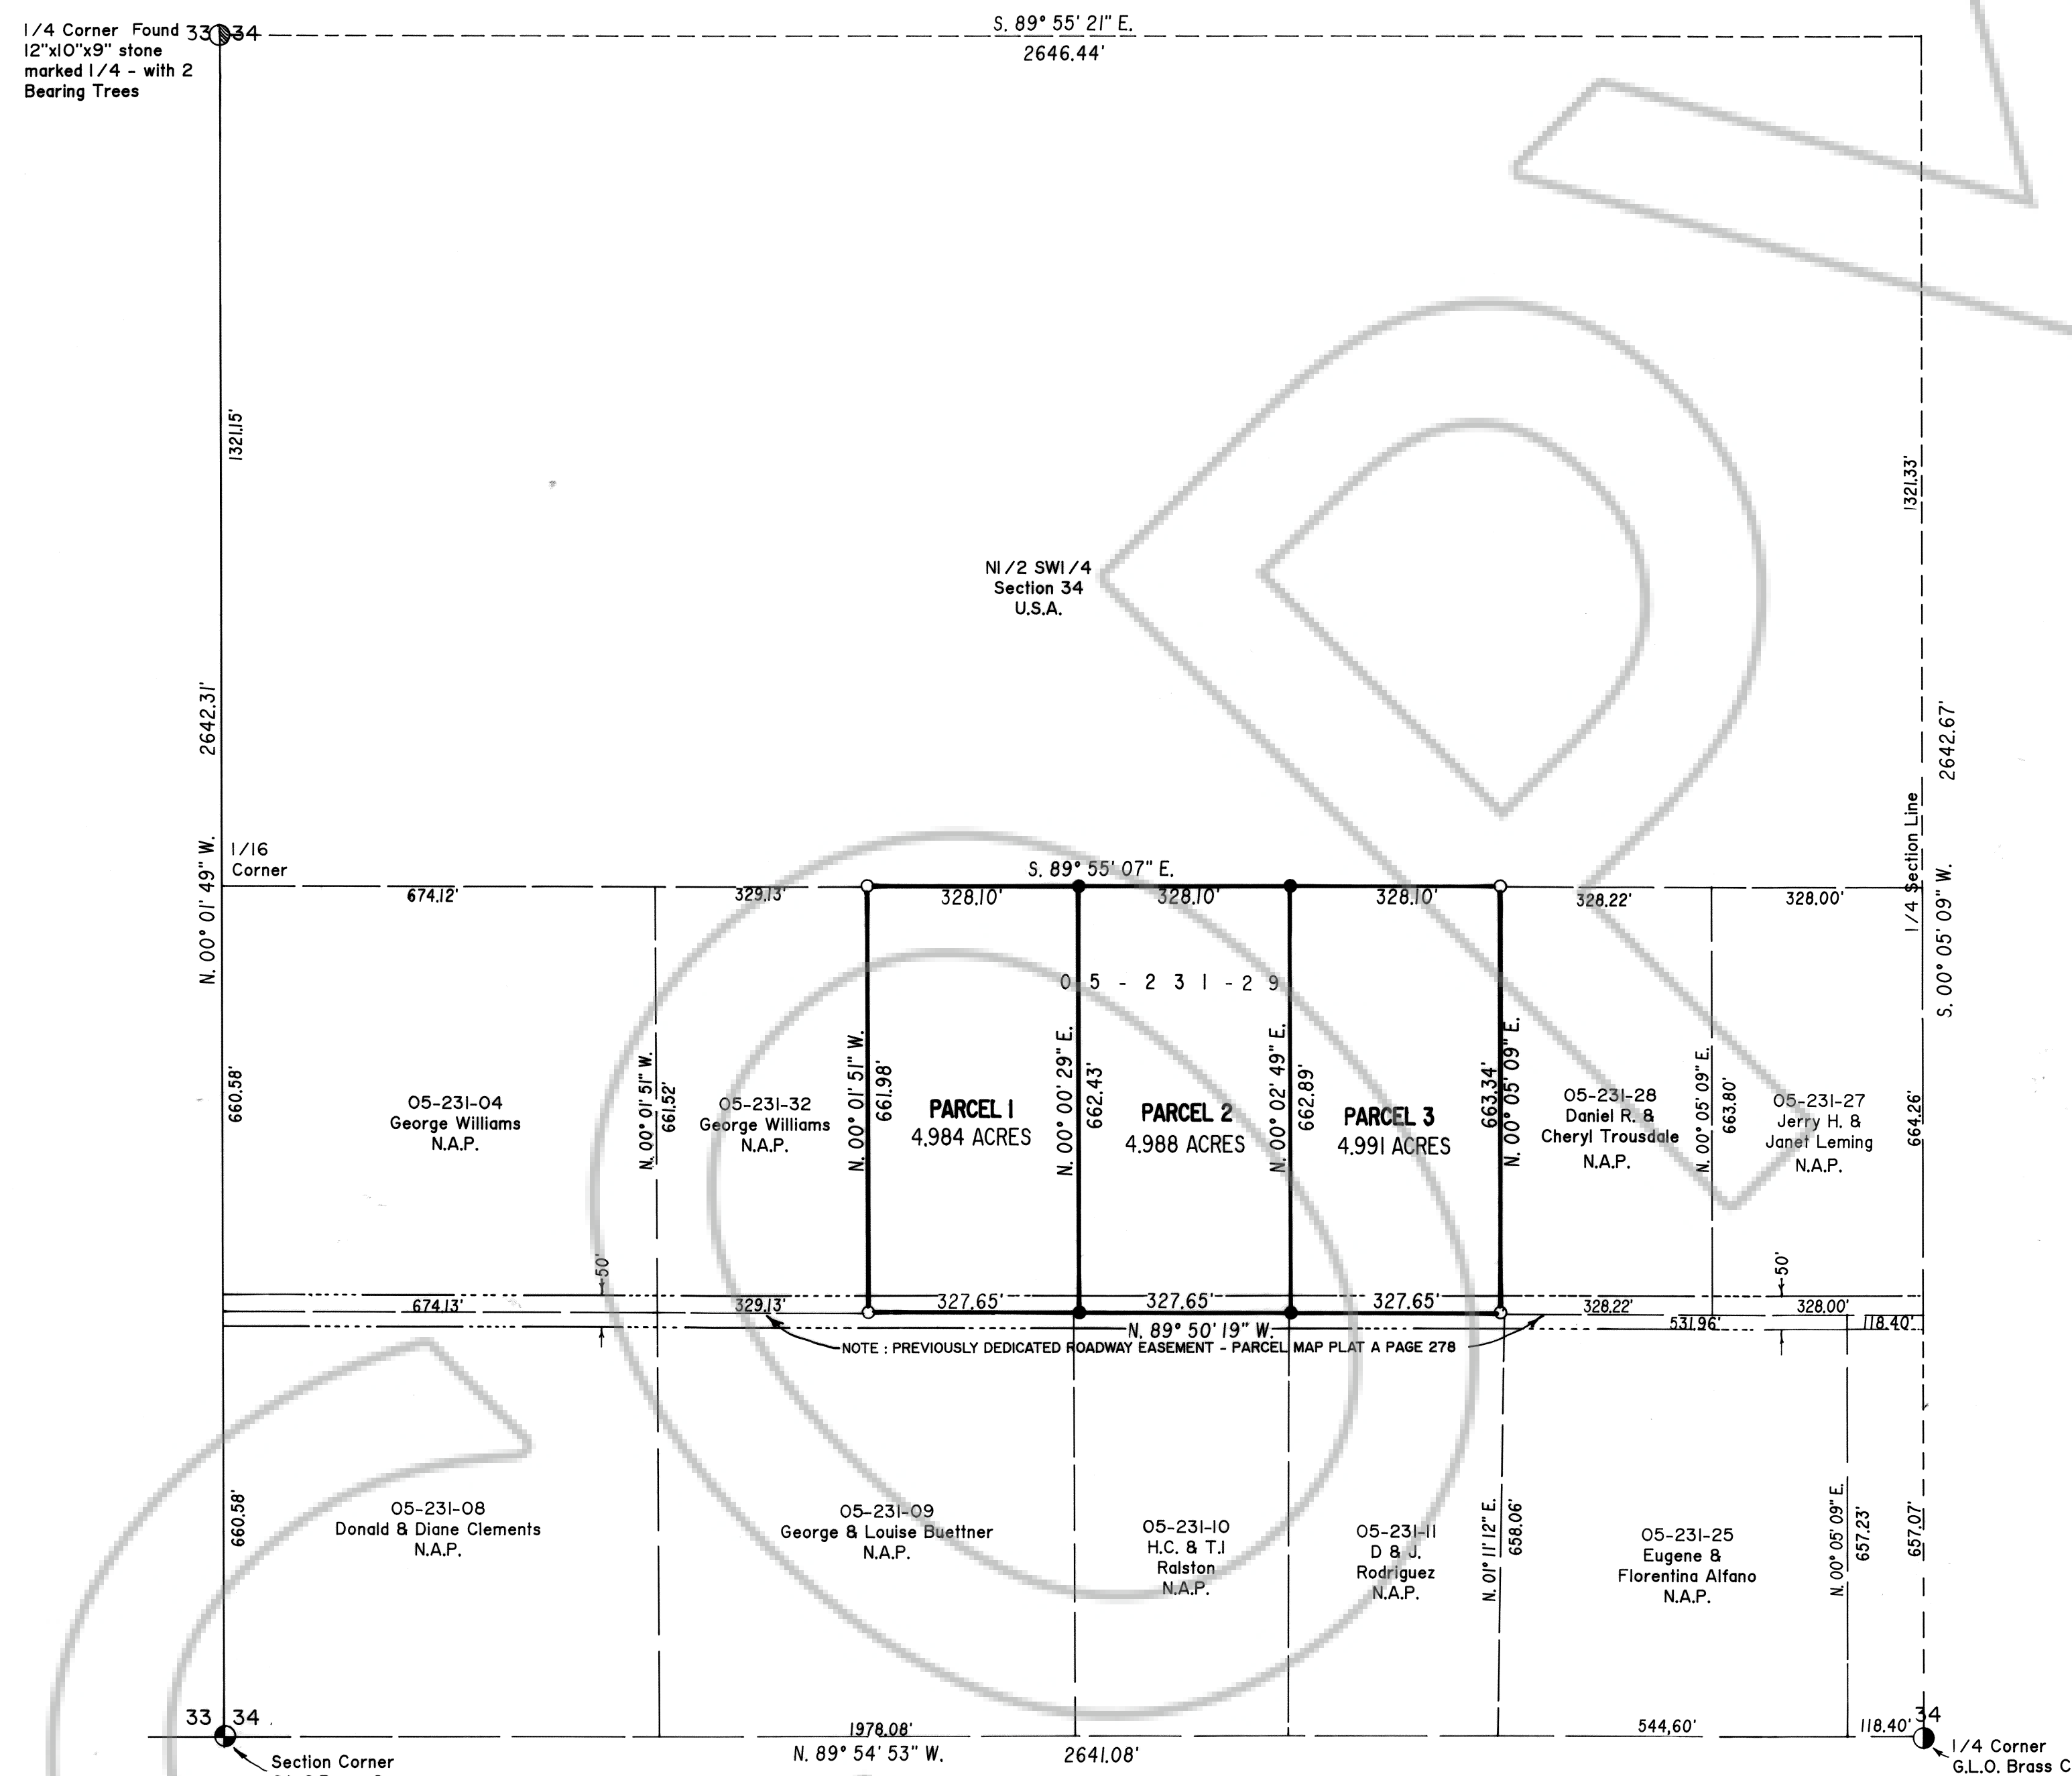 1/4 Corner Found
12"x10"x9" stone
marked 1/4 - with 2
Bearing Trees
33 34
S. 89° 55' 21" E.
2646.44'
1321.15'
1321.33'
N1/2 SW1/4
Section 34
U.S.A.
2642.31'
N. 00° 01' 49" W.
2642.67'
S. 00° 05' 09" W.
1/4 Section Line
1/16
Corner
S. 89° 55' 07" E.
674.12'
329.13'
328.10'
328.10'
328.10'
328.22'
328.00'
05-231-29
660.58'
05-231-04
George Williams
N.A.P.
N. 00° 01' 51" W.
661.52'
05-231-32
George Williams
N.A.P.
N. 00° 01' 51" W.
661.98'
PARCEL 1
4.984 ACRES
N. 00° 00' 29" E.
662.43'
PARCEL 2
4.988 ACRES
N. 00° 02' 49" E.
662.89'
PARCEL 3
4.991 ACRES
663.34'
N. 00° 05' 09" E.
05-231-28
Daniel R. &
Cheryl Trousdale
N.A.P.
N. 00° 05' 09" E.
663.80'
05-231-27
Jerry H. &
Janet Leming
N.A.P.
664.26'
50'
50'
674.13'
329.13'
327.65'
327.65'
327.65'
328.22'
328.00'
531.96'
118.40'
N. 89° 50' 19" W.
NOTE : PREVIOUSLY DEDICATED ROADWAY EASEMENT - PARCEL MAP PLAT A PAGE 278
660.58'
05-231-08
Donald & Diane Clements
N.A.P.
05-231-09
George & Louise Buettner
N.A.P.
05-231-10
H.C. & T.I
Ralston
N.A.P.
05-231-11
D & J.
Rodriguez
N.A.P.
N. 01° 11' 12" E.
658.06'
05-231-25
Eugene &
Florentina Alfano
N.A.P.
N. 00° 05' 09" E.
657.23'
657.07'
33 34
1978.08'
544.60'
118.40'
34
N. 89° 54' 53" W.
2641.08'
Section Corner
1/4 Corner
G.L.O. Brass C
COPY